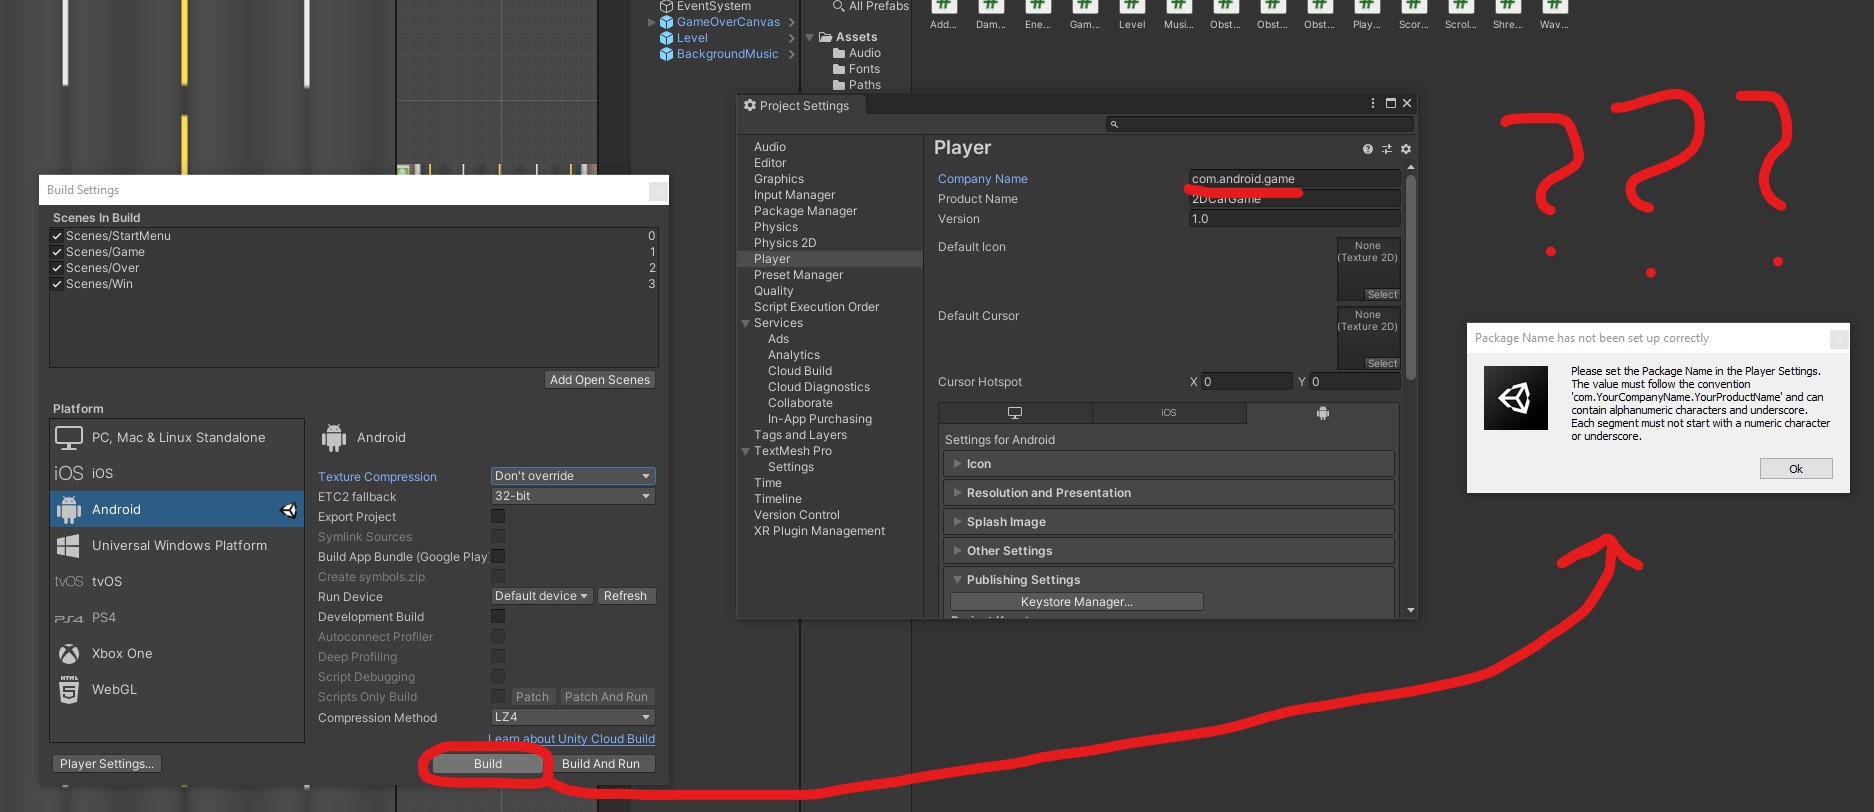 EventSystem
GameOverCanvas
Level
BackgroundMusic
All Prefabs
Assets
Audio
Fonts
Paths
Add...
Dam...
Ene...
Gam...
Level
Musi...
Obst...
Obst...
Obst...
Play...
Scor...
Scrol...
Shre...
Wav...
Build Settings
Scenes In Build
Scenes/StartMenu 0
Scenes/Game 1
Scenes/Over 2
Scenes/Win 3
Add Open Scenes
Platform
PC, Mac & Linux Standalone
iOS iOS
Android
Universal Windows Platform
tvOS tvOS
PS4
Xbox One
HTML
5 WebGL
Android
Texture Compression Don't override
ETC2 fallback 32-bit
Export Project
Symlink Sources
Build App Bundle (Google Play)
Create symbols.zip
Run Device Default device Refresh
Development Build
Autoconnect Profiler
Deep Profiling
Script Debugging
Scripts Only Build Patch Patch And Run
Compression Method LZ4
Learn about Unity Cloud Build
Player Settings... Build Build And Run
Project Settings
Audio
Editor
Graphics
Input Manager
Package Manager
Physics
Physics 2D
Player
Preset Manager
Quality
Script Execution Order
Services
Ads
Analytics
Cloud Build
Cloud Diagnostics
Collaborate
In-App Purchasing
Tags and Layers
TextMesh Pro
Settings
Time
Timeline
Version Control
XR Plugin Management
Player
Company Name com.android.game
Product Name 2DCarGame
Version 1.0
Default Icon None
(Texture 2D)
Select
Default Cursor None
(Texture 2D)
Select
Cursor Hotspot X 0 Y 0
iOS
Settings for Android
Icon
Resolution and Presentation
Splash Image
Other Settings
Publishing Settings
Keystore Manager...
???
Package Name has not been set up correctly
Please set the Package Name in the Player Settings.
The value must follow the convention
'com.YourCompanyName.YourProductName' and can
contain alphanumeric characters and underscore.
Each segment must not start with a numeric character
or underscore.
Ok